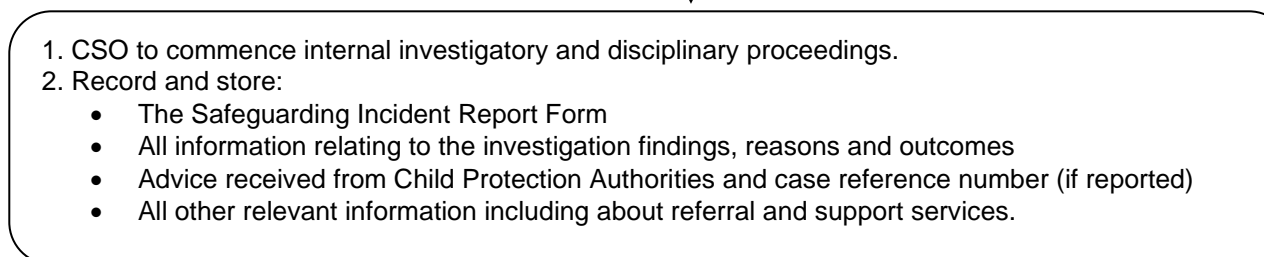 1. CSO to commence internal investigatory and disciplinary proceedings.
2. Record and store:
• The Safeguarding Incident Report Form
• All information relating to the investigation findings, reasons and outcomes
• Advice received from Child Protection Authorities and case reference number (if reported)
• All other relevant information including about referral and support services.